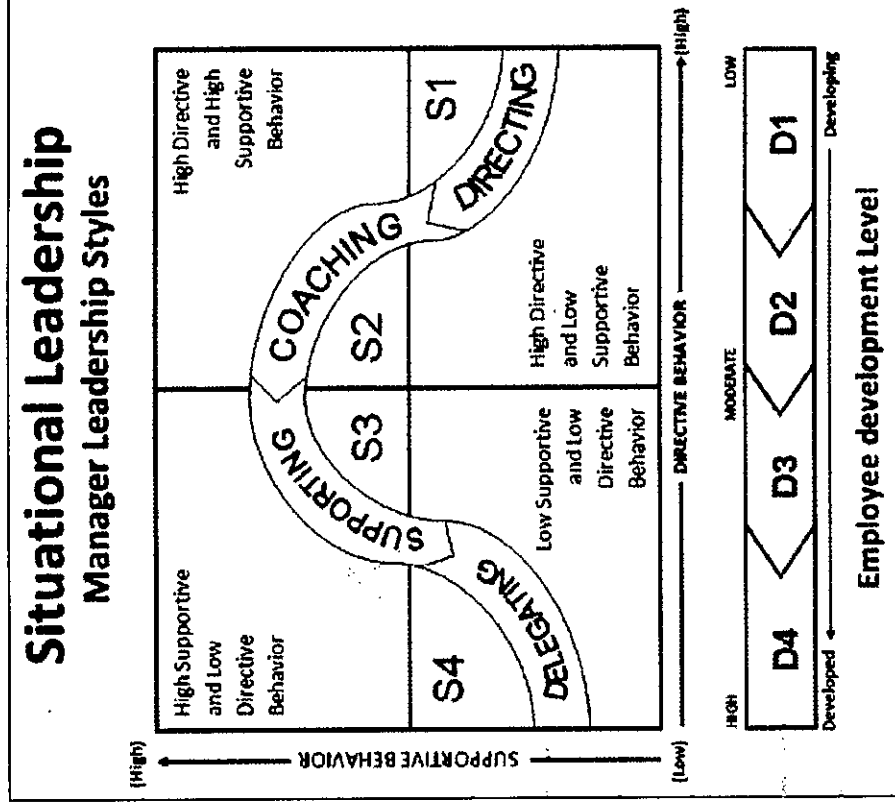 Situational Leadership
Manager Leadership Styles
(High)
SUPPORTIVE BEHAVIOR
(Low)
High Supportive
and Low
Directive
Behavior
High Directive
and High
Supportive
Behavior
SUPPORTING
COACHING
S3
S2
S4
S1
DELEGATING
DIRECTING
Low Supportive
and Low
Directive
Behavior
High Directive
and Low
Supportive
Behavior
DIRECTIVE BEHAVIOR
(High)
HIGH
MODERATE
LOW
D4
D3
D2
D1
Developed
Developing
Employee development Level